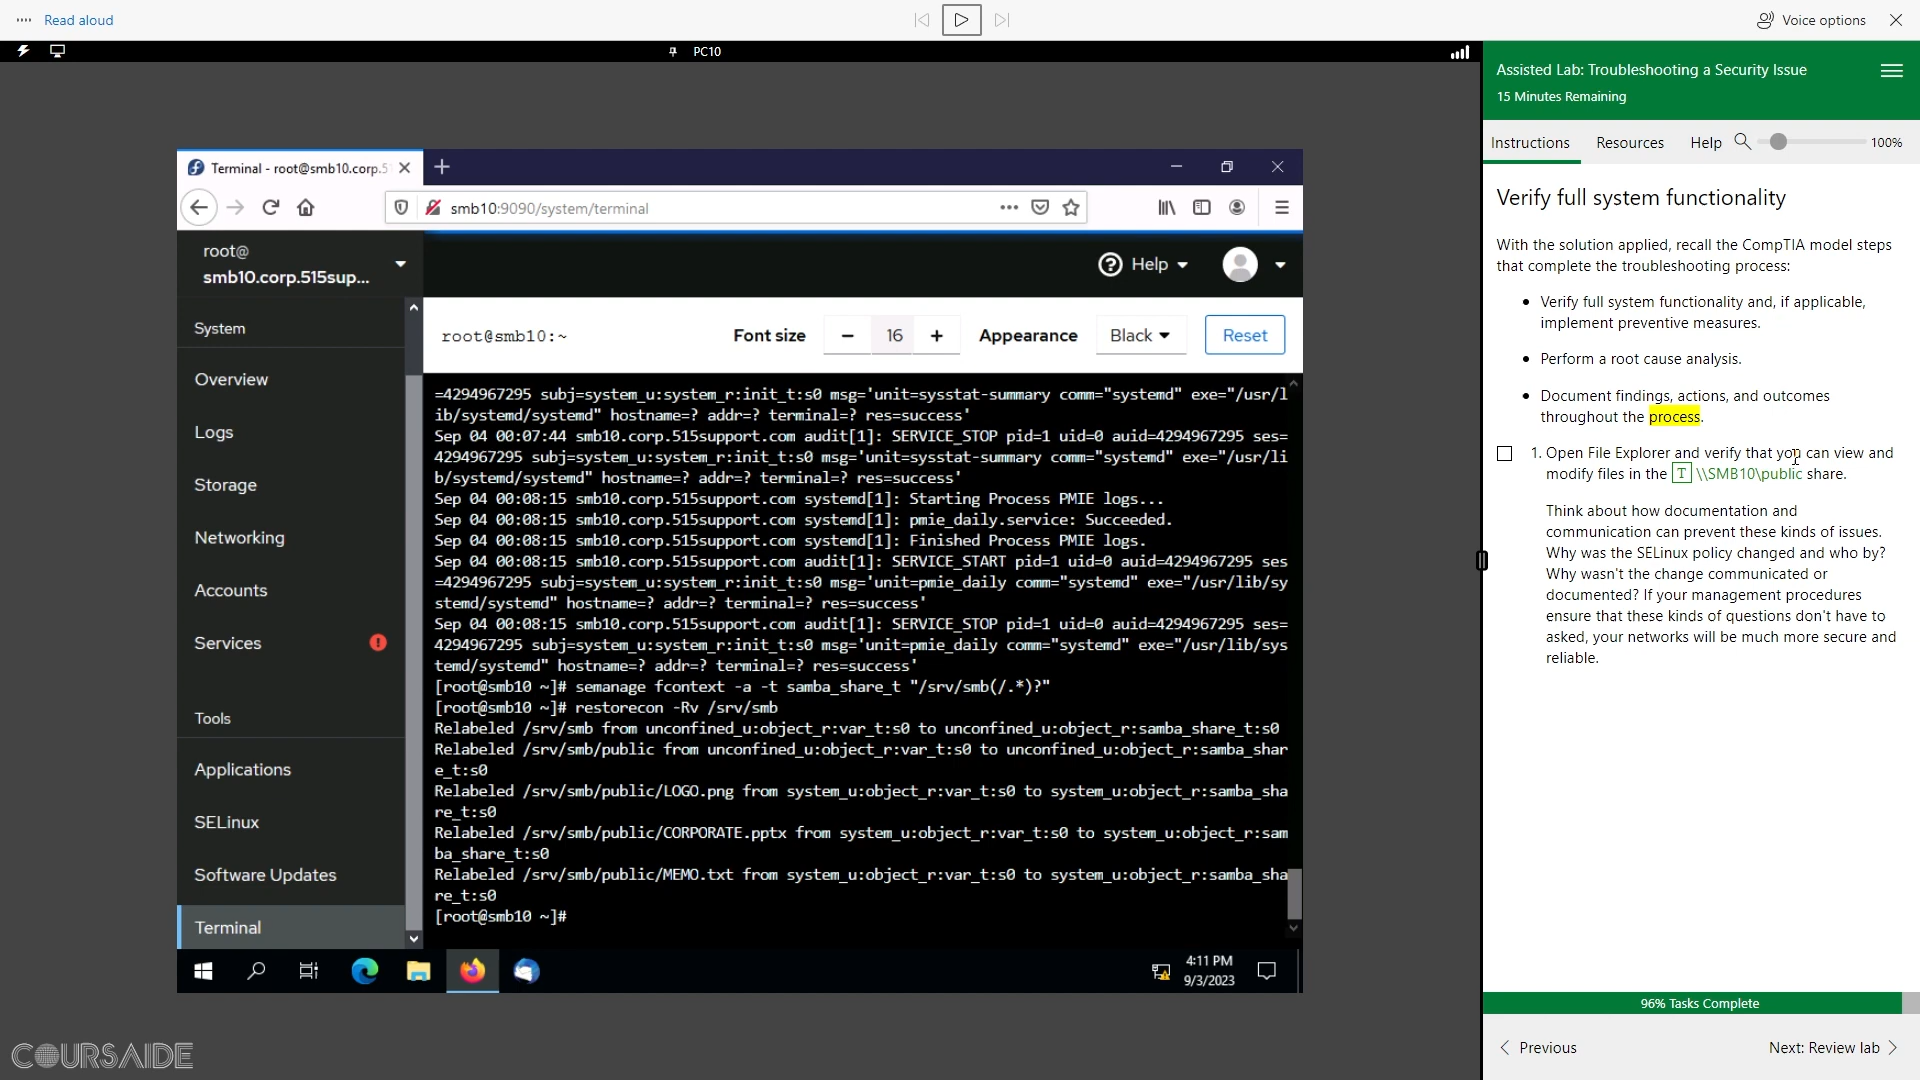 Read aloud
Voice options
PC10
Terminal - root@smb10.corp.5
smb10:9090/system/terminal
root@
smb10.corp.515sup...
Help
System
Overview
Logs
Storage
Networking
Accounts
Services
Tools
Applications
SELinux
Software Updates
Terminal
root@smb10:~
Font size
16
Appearance
Black
Reset
=4294967295 subj=system_u:system_r:init_t:s0 msg='unit=sysstat-summary comm="systemd" exe="/usr/l
ib/systemd/systemd" hostname=? addr=? terminal=? res=success'
Sep 04 00:07:44 smb10.corp.515support.com audit[1]: SERVICE_STOP pid=1 uid=0 auid=4294967295 ses=
4294967295 subj=system_u:system_r:init_t:s0 msg='unit=sysstat-summary comm="systemd" exe="/usr/li
b/systemd/systemd" hostname=? addr=? terminal=? res=success'
Sep 04 00:08:15 smb10.corp.515support.com systemd[1]: Starting Process PMIE logs...
Sep 04 00:08:15 smb10.corp.515support.com systemd[1]: pmie_daily.service: Succeeded.
Sep 04 00:08:15 smb10.corp.515support.com systemd[1]: Finished Process PMIE logs.
Sep 04 00:08:15 smb10.corp.515support.com audit[1]: SERVICE_START pid=1 uid=0 auid=4294967295 ses
=4294967295 subj=system_u:system_r:init_t:s0 msg='unit=pmie_daily comm="systemd" exe="/usr/lib/sy
stemd/systemd" hostname=? addr=? terminal=? res=success'
Sep 04 00:08:15 smb10.corp.515support.com audit[1]: SERVICE_STOP pid=1 uid=0 auid=4294967295 ses=
4294967295 subj=system_u:system_r:init_t:s0 msg='unit=pmie_daily comm="systemd" exe="/usr/lib/sys
temd/systemd" hostname=? addr=? terminal=? res=success'
[root@smb10 ~]# semanage fcontext -a -t samba_share_t "/srv/smb(/.*)?"
[root@smb10 ~]# restorecon -Rv /srv/smb
Relabeled /srv/smb from unconfined_u:object_r:var_t:s0 to unconfined_u:object_r:samba_share_t:s0
Relabeled /srv/smb/public from unconfined_u:object_r:var_t:s0 to unconfined_u:object_r:samba_shar
e_t:s0
Relabeled /srv/smb/public/LOGO.png from system_u:object_r:var_t:s0 to system_u:object_r:samba_sha
re_t:s0
Relabeled /srv/smb/public/CORPORATE.pptx from system_u:object_r:var_t:s0 to system_u:object_r:sam
ba_share_t:s0
Relabeled /srv/smb/public/MEMO.txt from system_u:object_r:var_t:s0 to system_u:object_r:samba_sha
re_t:s0
[root@smb10 ~]#
4:11 PM
9/3/2023
COURSAIDE
Assisted Lab: Troubleshooting a Security Issue
15 Minutes Remaining
Instructions
Resources
Help
100%
Verify full system functionality
With the solution applied, recall the CompTIA model steps
that complete the troubleshooting process:
• Verify full system functionality and, if applicable,
implement preventive measures.
• Perform a root cause analysis.
• Document findings, actions, and outcomes
throughout the process.
1. Open File Explorer and verify that you can view and
modify files in the T \\SMB10\public share.
Think about how documentation and
communication can prevent these kinds of issues.
Why was the SELinux policy changed and who by?
Why wasn't the change communicated or
documented? If your management procedures
ensure that these kinds of questions don't have to
asked, your networks will be much more secure and
reliable.
96% Tasks Complete
Previous
Next: Review lab